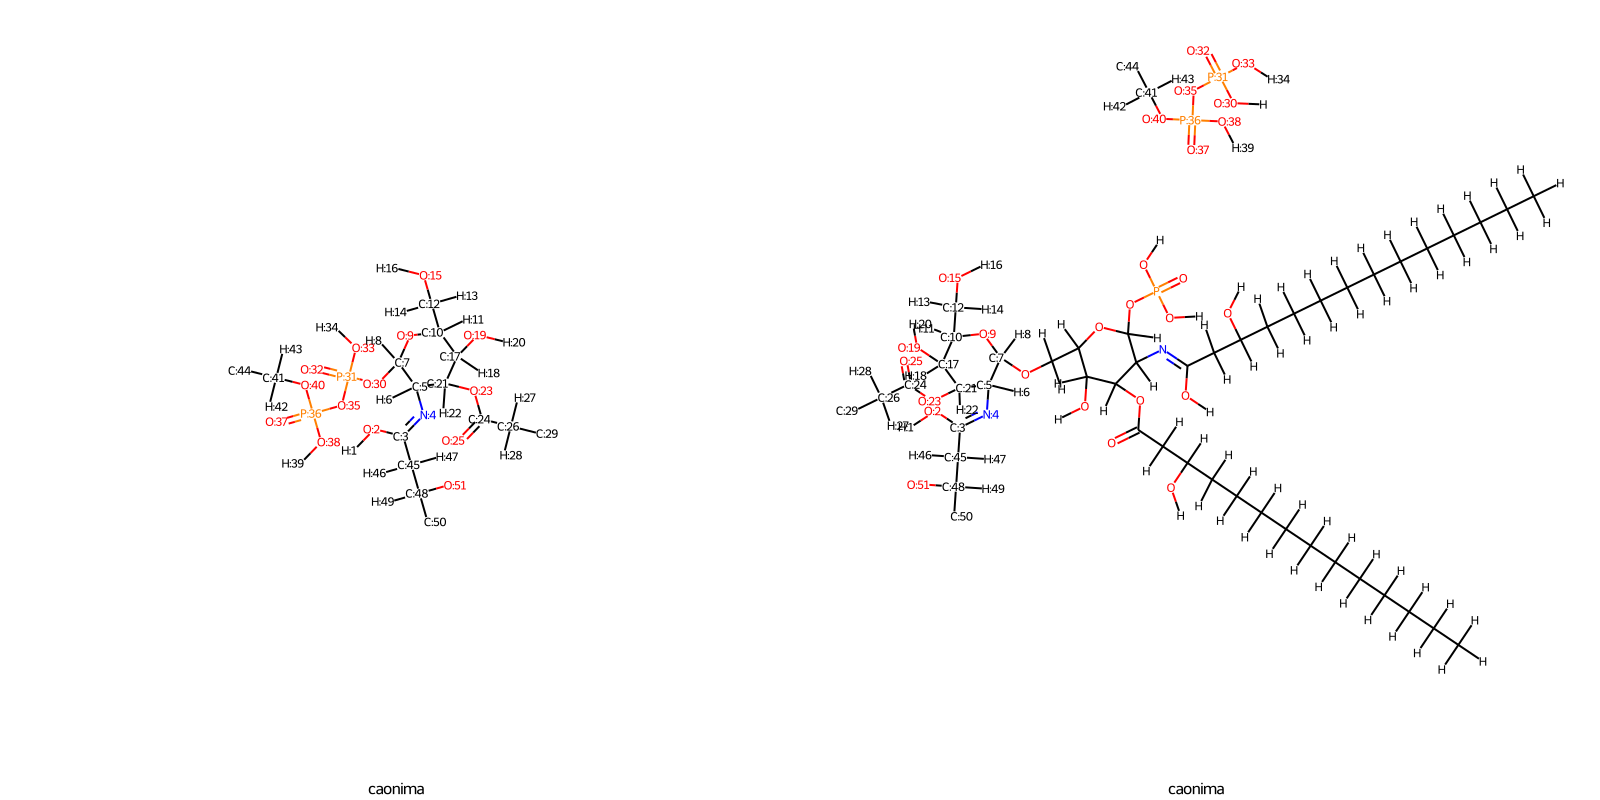 H:16 O:15
H:13
H:14 C:12
H:11
H:34 C:10 O:19 H:20
H:8 O:9
H:43 O:33 C:17
C:7
C:44 C:41 O:32 P:31 O:30 H:18
O:40 C:5 C:21 O:23
H:6 H:27
H:42 O:35
P:36 N:4 H:22
O:37 C:24 C:26
O:2 C:3 C:29
O:38 O:25
H:1 H:28
H:39 H:47
H:46 C:45
O:51
H:49 C:48
C:50
caonima
O:32
C:44 O:33
H:43 P:31 H:34
C:41 O:35
H:42 O:30 H
O:40 P:36 O:38
O:37 H:39
H H
H H
H H
H H
H H
H H
H H
H H
H H
H H
H
H:16 O:15
H:13 C:12 H:14
H:20 H:11
C:10 O:9 H:8
O:19
C:17 C:7
O:25 H:18
H:28 C:24
C:26 O:23 C:21 C:5 H:6
C:29 O:2 H:22 N:4
H:27 H:1 C:3
H:46 C:45 H:47
O:51 C:48 H:49
C:50
H
O O
P
O O H
H O H
H H
O N
H H
H O H
O O
H H
O
H H
H O H
H H
H H
H H
H H
H H
H H
H H
H H
H H
H H
H H
H
caonima